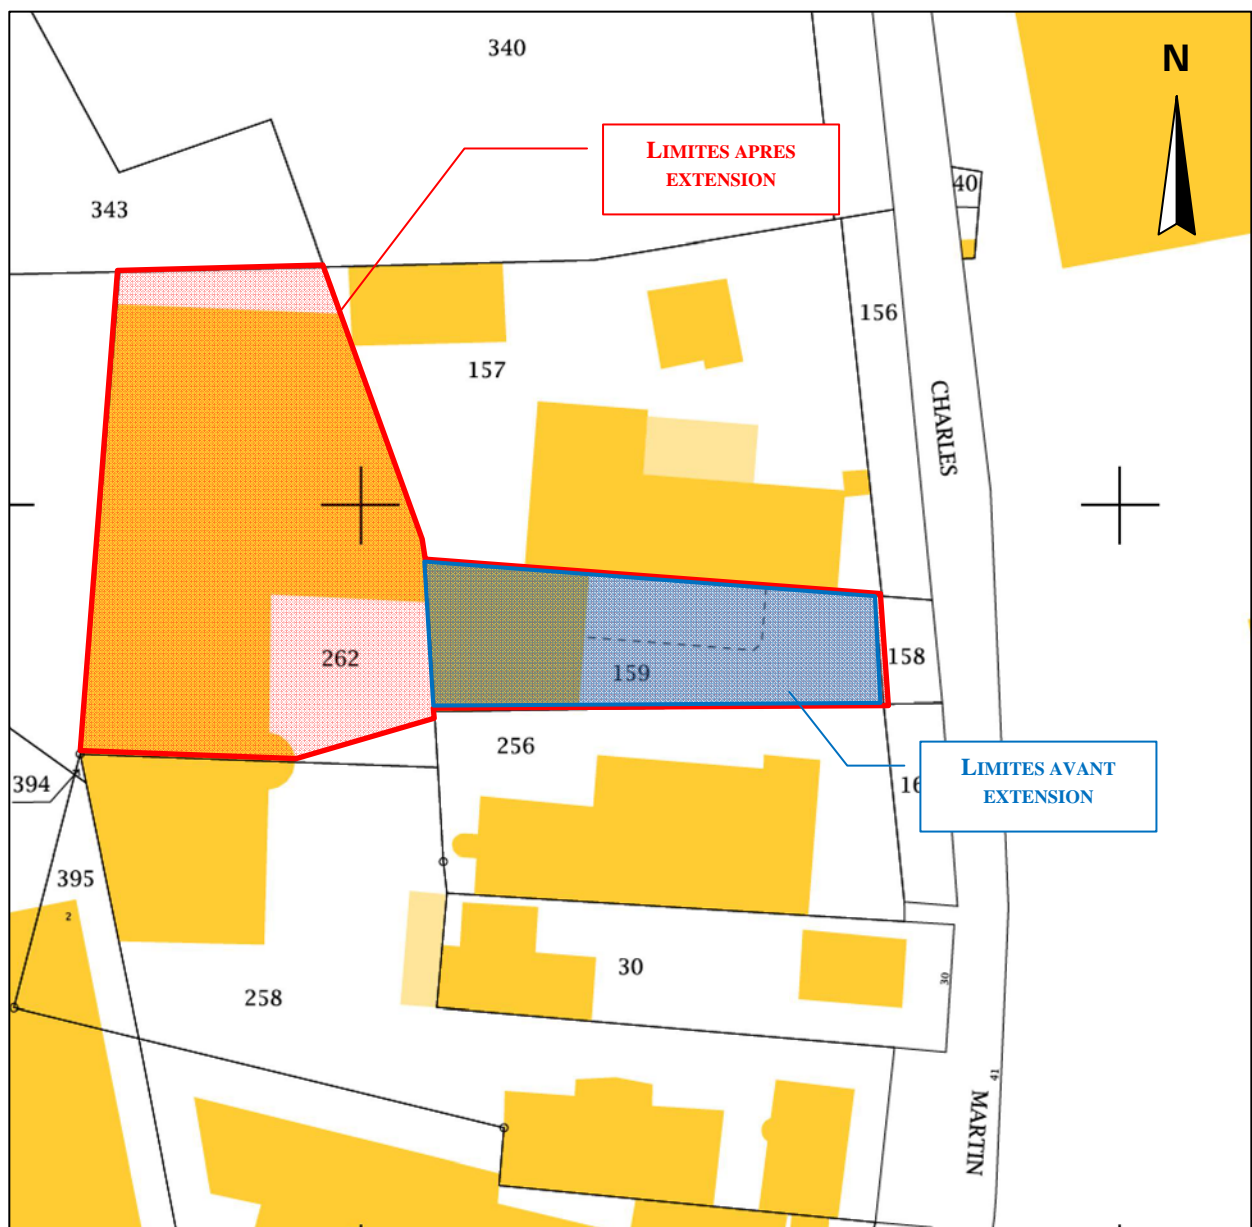 340
N
LIMITES APRES
EXTENSION
40
343
156
157
CHARLES
262
158
159
256
LIMITES AVANT
EXTENSION
394
16
395
2
30
30
258
41
MARTIN